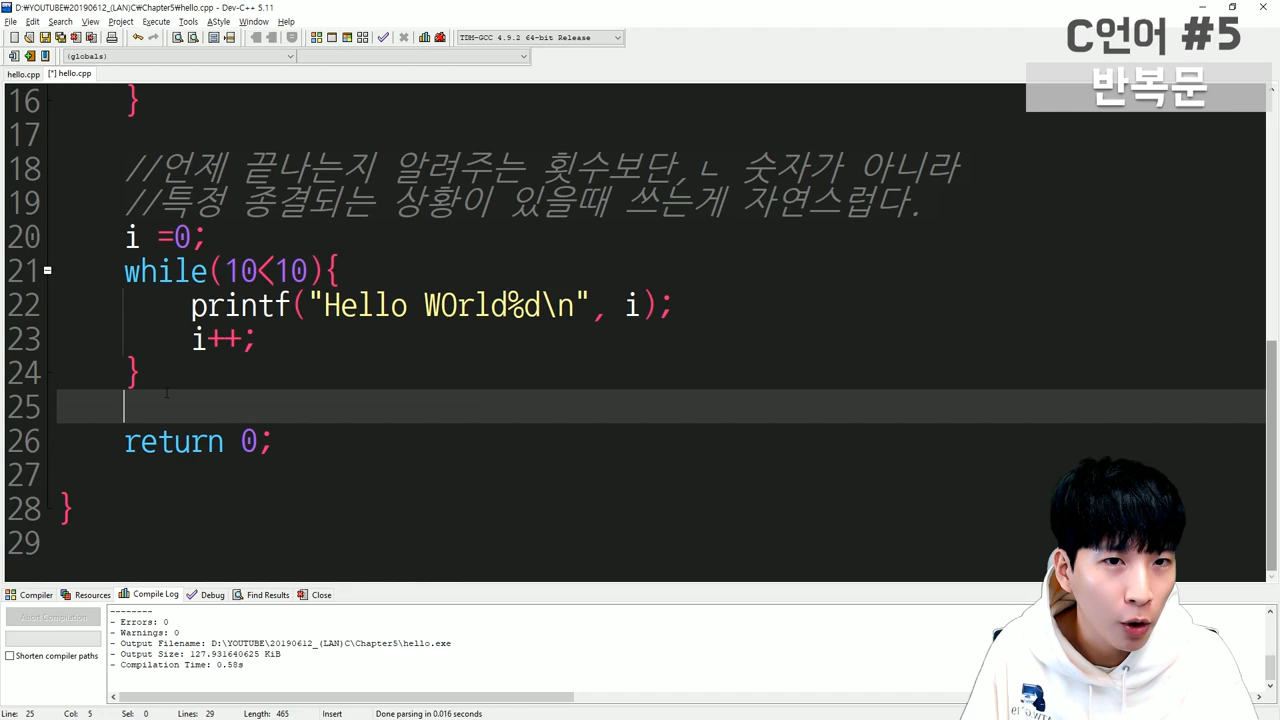 D:\YOUTUBE\20190612_(LAN)C\Chapter5\hello.cpp - Dev-C++ 5.11
File Edit Search View Project Execute Tools AStyle Window Help
TDM-GCC 4.9.2 64-bit Release
(globals)
C언어 #5
반복문
hello.cpp [*] hello.cpp
16 }
17
18 //언제 끝나는지 알려주는 횟수보단,ㄴ 숫자가 아니라
19 //특정 종결되는 상황이 있을때 쓰는게 자연스럽다.
20 i =0;
21 while(10<10){
22 printf("Hello WOrld%d\n", i);
23 i++;
24 }
25
26 return 0;
27
28 }
29
Compiler Resources Compile Log Debug Find Results Close
Abort Compilation
Shorten compiler paths
--------
- Errors: 0
- Warnings: 0
- Output Filename: D:\YOUTUBE\20190612_(LAN)C\Chapter5\hello.exe
- Output Size: 127.931640625 KiB
- Compilation Time: 0.58s
Line: 25 Col: 5 Sel: 0 Lines: 29 Length: 465 Insert Done parsing in 0.016 seconds